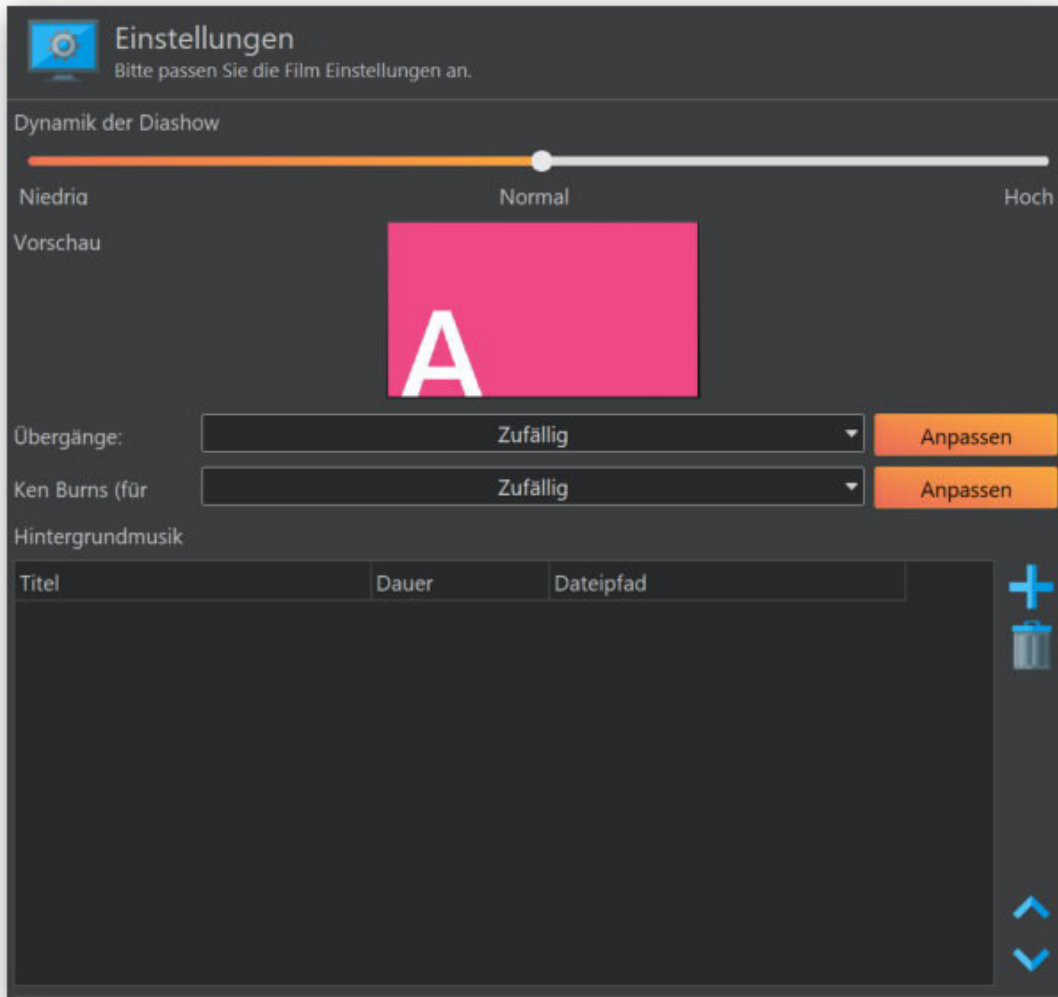 Einstellungen
Bitte passen Sie die Film Einstellungen an.
Dynamik der Diashow
Niedrig Normal Hoch
Vorschau
A
Übergänge: Zufällig Anpassen
Ken Burns (für Zufällig Anpassen
Hintergrundmusik
Titel Dauer Dateipfad